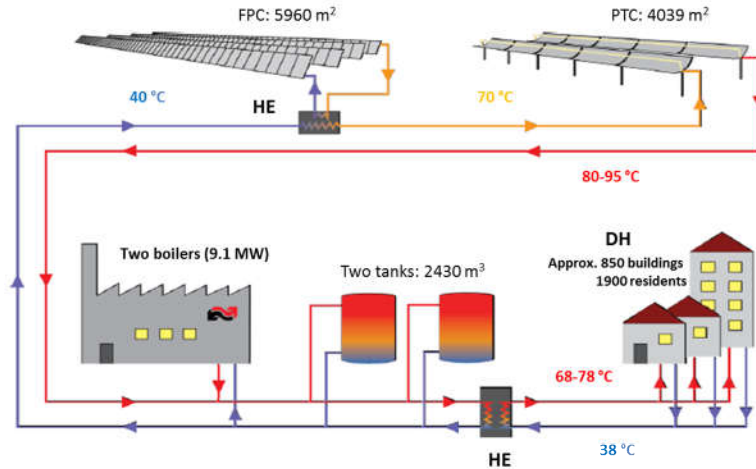 FPC: 5960 m²
PTC: 4039 m²
40 °C
HE
70 °C
80-95 °C
Two boilers (9.1 MW)
Two tanks: 2430 m³
DH
Approx. 850 buildings
1900 residents
68-78 °C
38 °C
HE